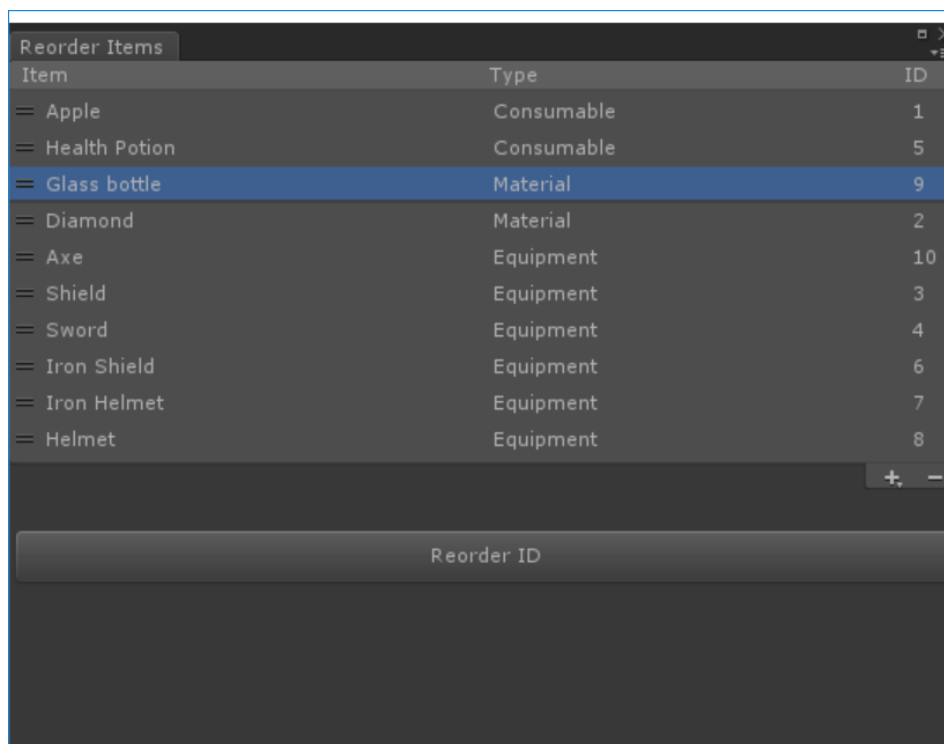 Reorder Items
Item Type ID
Apple Consumable 1
Health Potion Consumable 5
Glass bottle Material 9
Diamond Material 2
Axe Equipment 10
Shield Equipment 3
Sword Equipment 4
Iron Shield Equipment 6
Iron Helmet Equipment 7
Helmet Equipment 8
Reorder ID